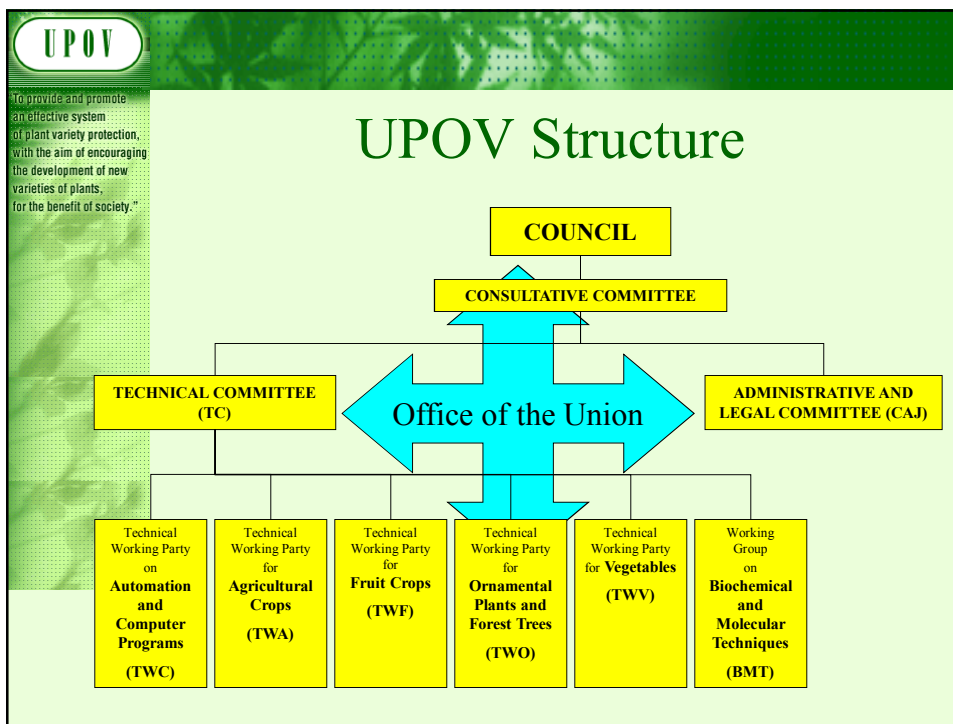 UPOV
"To provide and promote
an effective system
of plant variety protection,
with the aim of encouraging
the development of new
varieties of plants,
for the benefit of society."
UPOV Structure
COUNCIL
CONSULTATIVE COMMITTEE
TECHNICAL COMMITTEE
(TC)
Office of the Union
ADMINISTRATIVE AND
LEGAL COMMITTEE (CAJ)
Technical
Working Party
on
Automation
and
Computer
Programs
(TWC)
Technical
Working Party
for
Agricultural
Crops
(TWA)
Technical
Working Party
for
Fruit Crops
(TWF)
Technical
Working Party
for
Ornamental
Plants and
Forest Trees
(TWO)
Technical
Working Party
for Vegetables
(TWV)
Working
Group
on
Biochemical
and
Molecular
Techniques
(BMT)